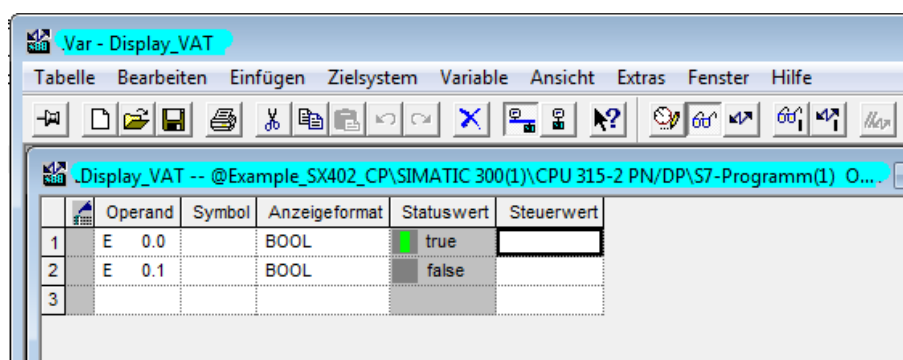 .Var - Display_VAT
Tabelle Bearbeiten Einfügen Zielsystem Variable Ansicht Extras Fenster Hilfe
.Display_VAT -- @Example_SX402_CP\SIMATIC 300(1)\CPU 315-2 PN/DP\S7-Programm(1) O...
Operand Symbol Anzeigeformat Statuswert Steuerwert
1 E 0.0 BOOL true
2 E 0.1 BOOL false
3